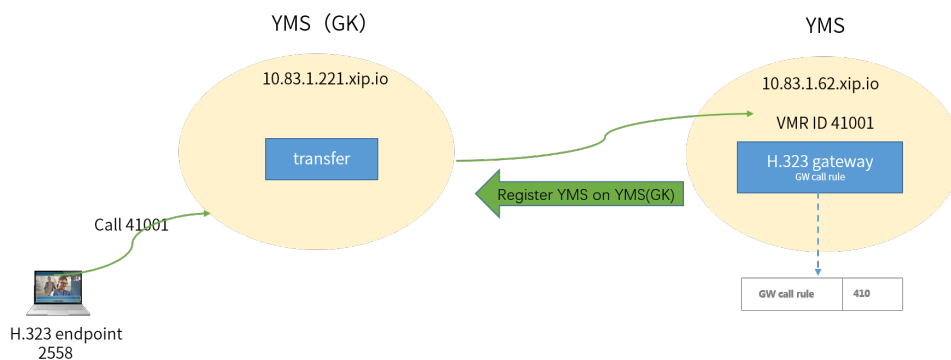 YMS（GK）
YMS
10.83.1.221.xip.io
10.83.1.62.xip.io
VMR ID 41001
transfer
H.323 gateway
GW call rule
Register YMS on YMS(GK)
Call 41001
GW call rule 410
H.323 endpoint
2558